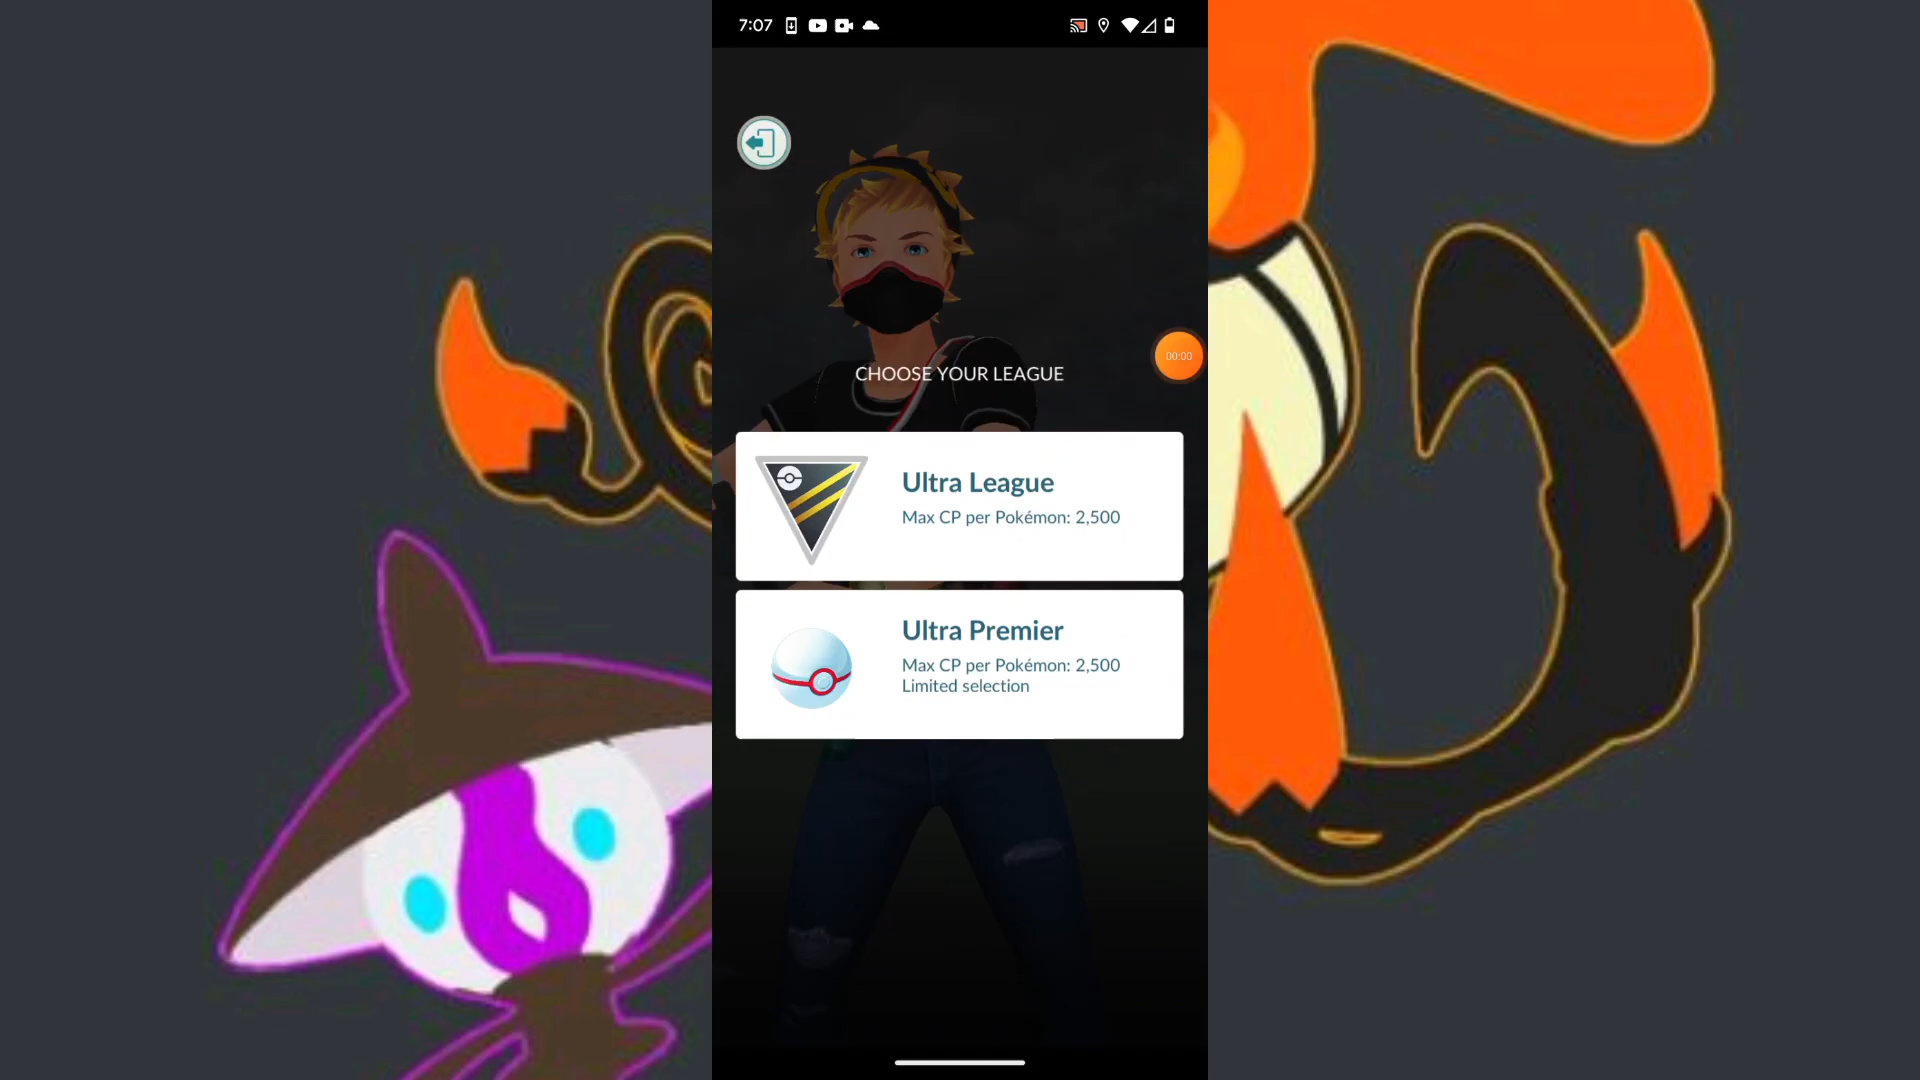 7:07
00:00
CHOOSE YOUR LEAGUE
Ultra League
Max CP per Pokémon: 2,500
Ultra Premier
Max CP per Pokémon: 2,500
Limited selection